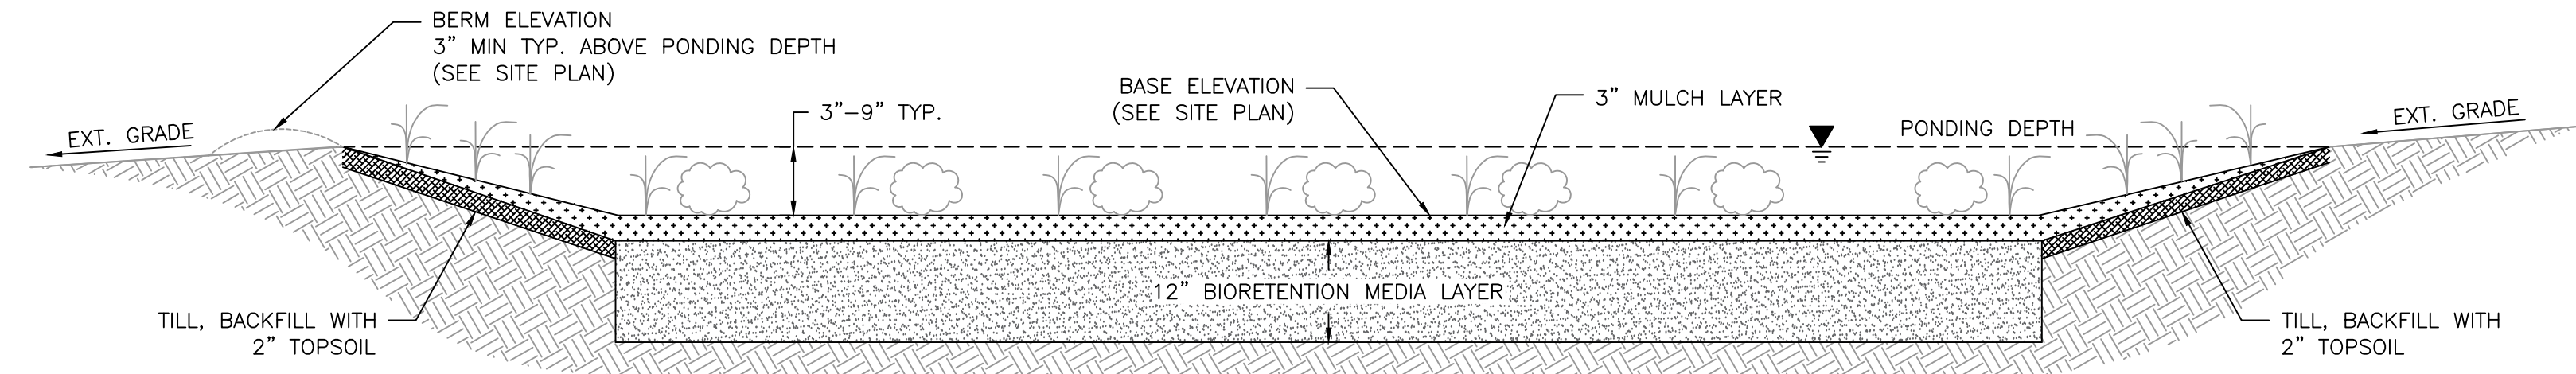 BERM ELEVATION
3" MIN TYP. ABOVE PONDING DEPTH
(SEE SITE PLAN)
EXT. GRADE
3"-9" TYP.
BASE ELEVATION
(SEE SITE PLAN)
3" MULCH LAYER
PONDING DEPTH
EXT. GRADE
12" BIORETENTION MEDIA LAYER
TILL, BACKFILL WITH
2" TOPSOIL
TILL, BACKFILL WITH
2" TOPSOIL